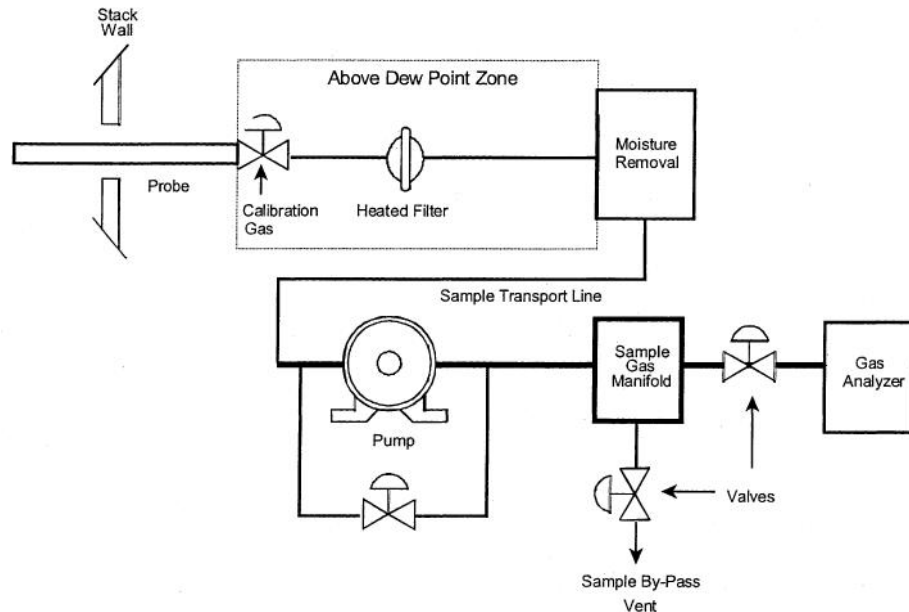 Stack
Wall
Above Dew Point Zone
Moisture
Removal
Probe
Calibration
Gas
Heated Filter
Sample Transport Line
Sample
Gas
Manifold
Gas
Analyzer
Pump
Valves
Sample By-Pass
Vent